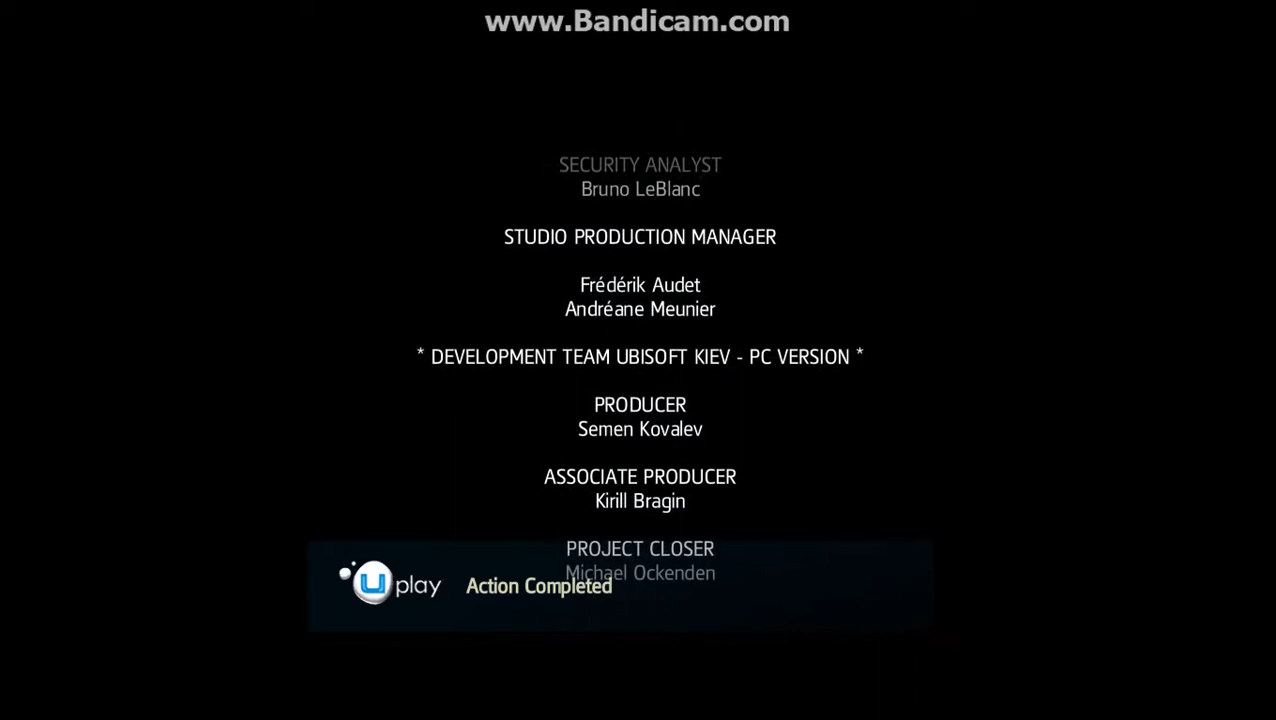 www.Bandicam.com
SECURITY ANALYST
Bruno LeBlanc
STUDIO PRODUCTION MANAGER
Frédérik Audet
Andréane Meunier
* DEVELOPMENT TEAM UBISOFT KIEV - PC VERSION *
PRODUCER
Semen Kovalev
ASSOCIATE PRODUCER
Kirill Bragin
PROJECT CLOSER
Michael Ockenden
Uplay Action Completed